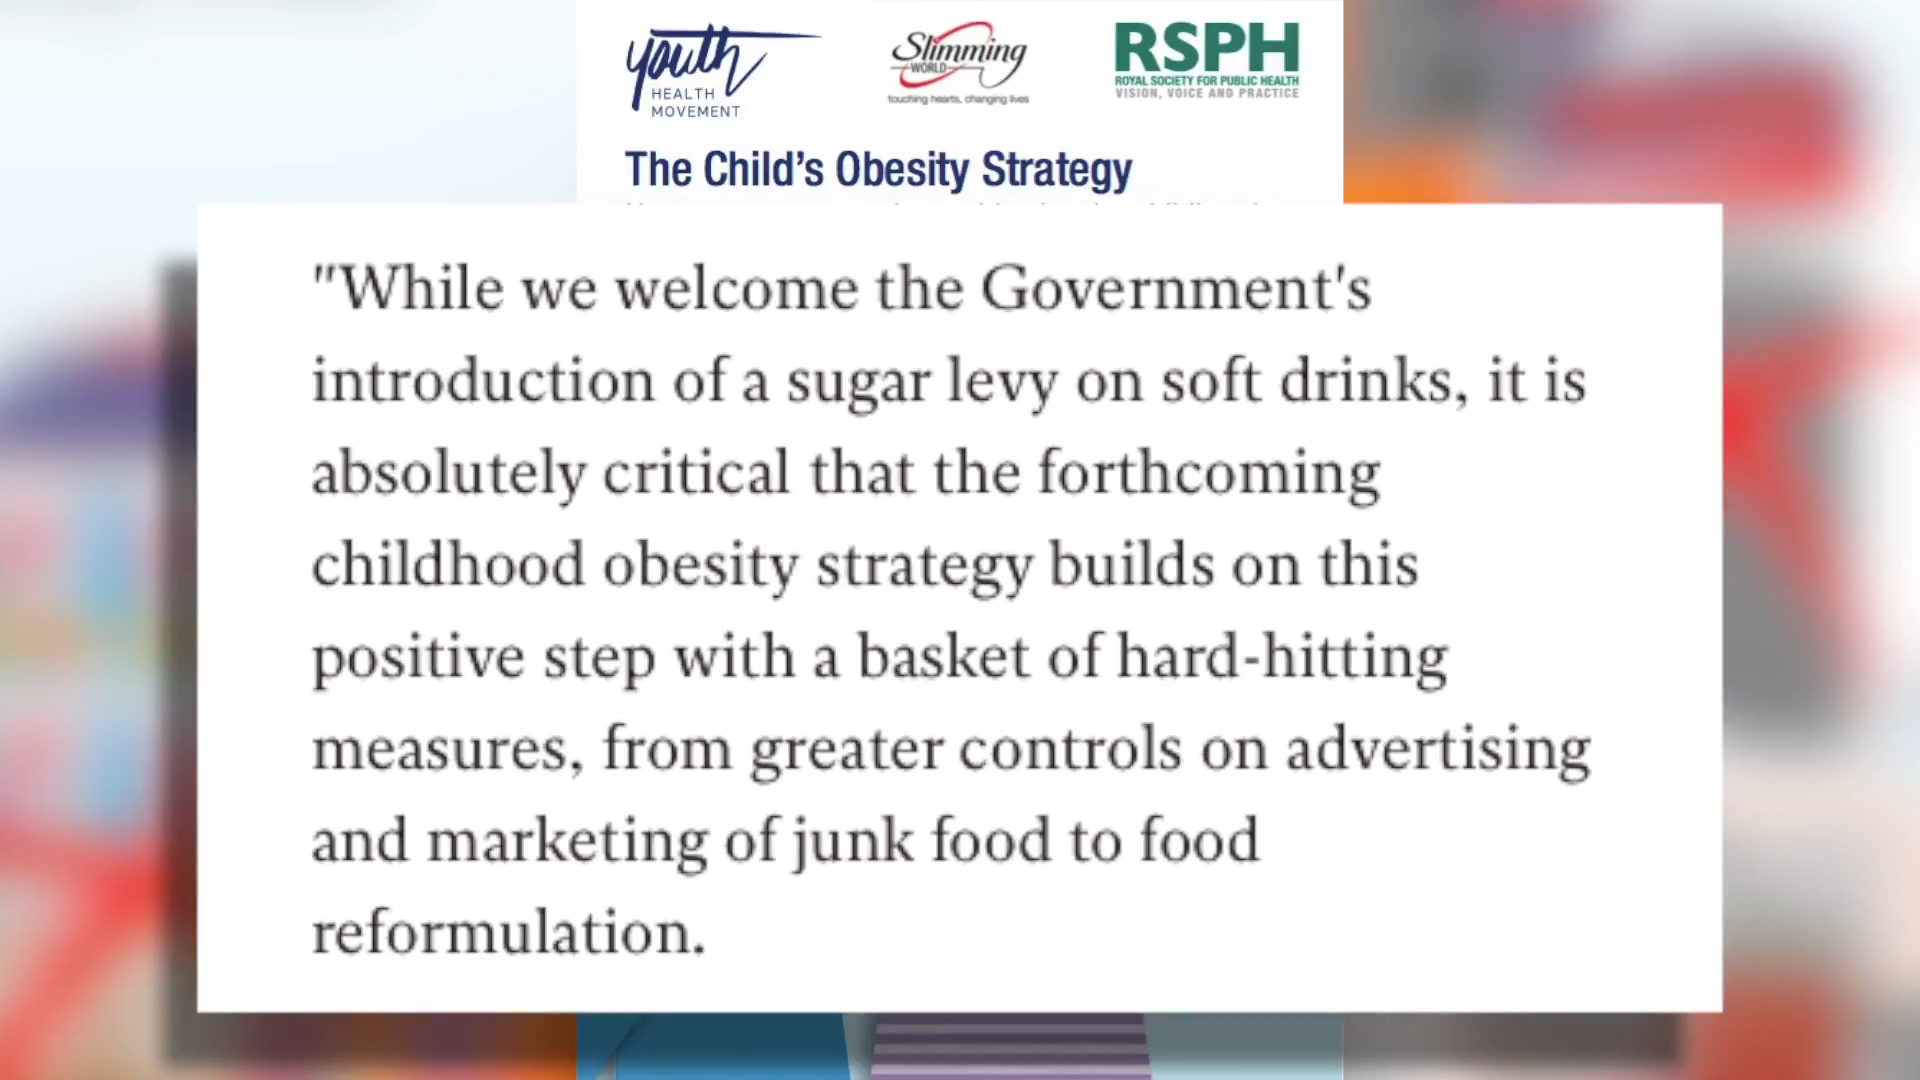 youth
HEALTH
MOVEMENT
Slimming
WORLD
touching hearts, changing lives
RSPH
ROYAL SOCIETY FOR PUBLIC HEALTH
VISION, VOICE AND PRACTICE
The Child's Obesity Strategy
"While we welcome the Government's
introduction of a sugar levy on soft drinks, it is
absolutely critical that the forthcoming
childhood obesity strategy builds on this
positive step with a basket of hard-hitting
measures, from greater controls on advertising
and marketing of junk food to food
reformulation.